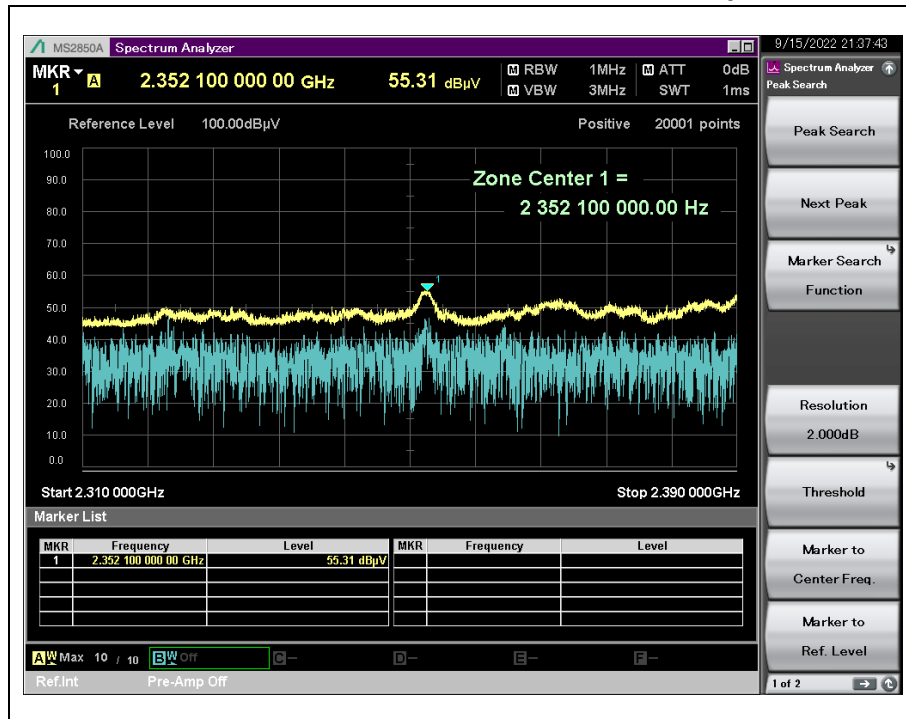 MS2850A Spectrum Analyzer
9/15/2022 21:37:43
MKR 1 A 2.352 100 000 00 GHz 55.31 dBµV
M RBW 1MHz M ATT 0dB
M VBW 3MHz SWT 1ms
Reference Level 100.00dBµV Positive 20001 points
100.0
90.0
80.0
70.0
60.0
50.0
40.0
30.0
20.0
10.0
0.0
Zone Center 1 =
2 352 100 000.00 Hz
1
Start 2.310 000GHz Stop 2.390 000GHz
Marker List
MKR Frequency Level MKR Frequency Level
1 2.352 100 000 00 GHz 55.31 dBµV
A W Max 10 / 10 B W Off C — D — E — F —
Ref.Int Pre-Amp Off
Spectrum Analyzer
Peak Search
Peak Search
Next Peak
Marker Search
Function
Resolution
2.000dB
Threshold
Marker to
Center Freq.
Marker to
Ref. Level
1 of 2